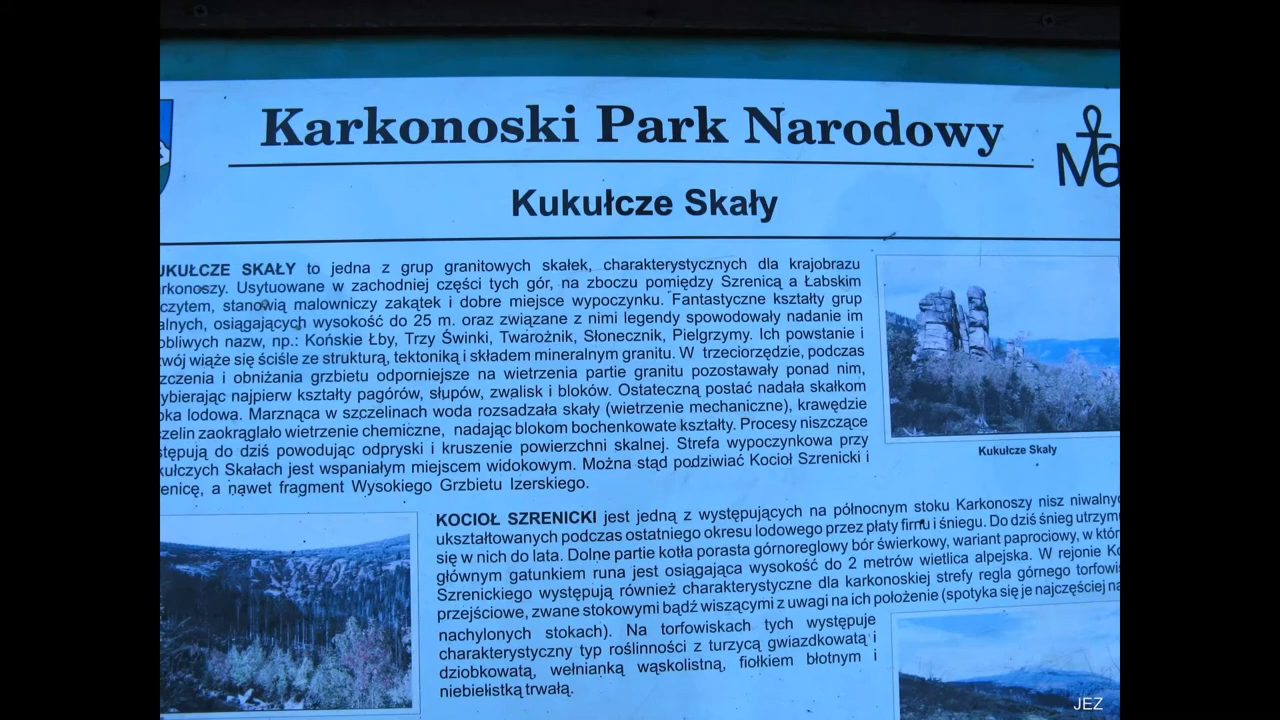 Karkonoski Park Narodowy
Ma
Kukułcze Skały
UKUŁCZE SKAŁY to jedna z grup granitowych skałek, charakterystycznych dla krajobrazu
rkonoszy. Usytuowane w zachodniej części tych gór, na zboczu pomiędzy Szrenicą a Łabskim
czytem, stanowią malowniczy zakątek i dobre miejsce wypoczynku. Fantastyczne kształty grup
alnych, osiągających wysokość do 25 m. oraz związane z nimi legendy spowodowały nadanie im
obliwych nazw, np.: Końskie Łby, Trzy Świnki, Twarożnik, Słonecznik, Pielgrzymy. Ich powstanie i
wój wiąże się ściśle ze strukturą, tektoniką i składem mineralnym granitu. W trzeciorzędzie, podczas
zczenia i obniżania grzbietu odporniejsze na wietrzenia partie granitu pozostawały ponad nim,
ybierając najpierw kształty pagórów, słupów, zwalisk i bloków. Ostateczną postać nadała skałkom
oka lodowa. Marznąca w szczelinach woda rozsadzała skały (wietrzenie mechaniczne), krawędzie
zelin zaokrąglało wietrzenie chemiczne, nadając blokom bochenkowate kształty. Procesy niszczące
stępują do dziś powodując odpryski i kruszenie powierzchni skalnej. Strefa wypoczynkowa przy
kułczych Skałach jest wspaniałym miejscem widokowym. Można stąd podziwiać Kocioł Szrenicki i
enicę, a nawet fragment Wysokiego Grzbietu Izerskiego.
Kukułcze Skały
KOCIOŁ SZRENICKI jest jedną z występujących na północnym stoku Karkonoszy nisz niwalny
ukształtowanych podczas ostatniego okresu lodowego przez płaty firnu i śniegu. Do dziś śnieg utrzym
się w nich do lata. Dolne partie kotła porasta górnoreglowy bór świerkowy, wariant paprociowy, w któr
głównym gatunkiem runa jest osiągająca wysokość do 2 metrów wietlica alpejska. W rejonie Ko
Szrenickiego występują również charakterystyczne dla karkonoskiej strefy regla górnego torfowis
przejściowe, zwane stokowymi bądź wiszącymi z uwagi na ich położenie (spotyka się je najczęściej na
nachylonych stokach). Na torfowiskach tych występuje
charakterystyczny typ roślinności z turzycą gwiazdkowatą i
dziobkowatą, wełnianką wąskolistną, fiołkiem błotnym i
niebielistką trwałą.
JEZ